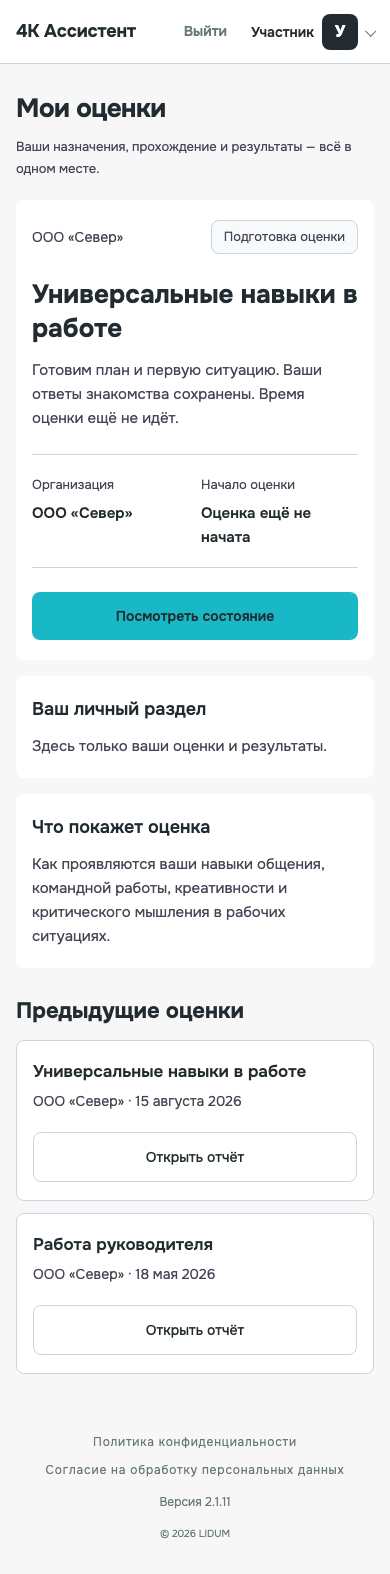 4К Ассистент
Выйти
Участник
У
Мои оценки
Ваши назначения, прохождение и результаты — всё в
одном месте.
ООО «Север»
Подготовка оценки
Универсальные навыки в
работе
Готовим план и первую ситуацию. Ваши
ответы знакомства сохранены. Время
оценки ещё не идёт.
Организация
ООО «Север»
Начало оценки
Оценка ещё не
начата
Посмотреть состояние
Ваш личный раздел
Здесь только ваши оценки и результаты.
Что покажет оценка
Как проявляются ваши навыки общения,
командной работы, креативности и
критического мышления в рабочих
ситуациях.
Предыдущие оценки
Универсальные навыки в работе
ООО «Север» · 15 августа 2026
Открыть отчёт
Работа руководителя
ООО «Север» · 18 мая 2026
Открыть отчёт
Политика конфиденциальности
Согласие на обработку персональных данных
Версия 2.1.11
© 2026 LIDUM